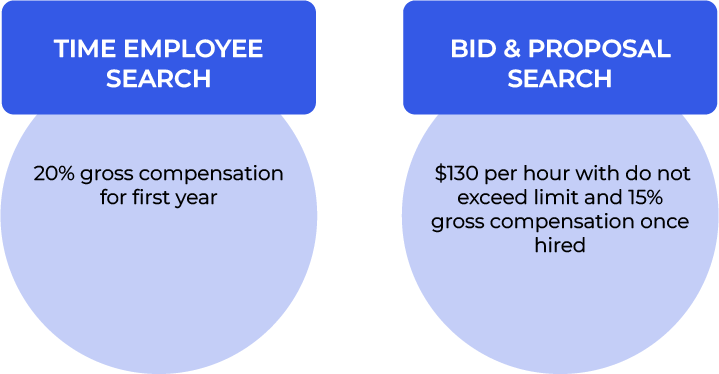 TIME EMPLOYEE
SEARCH
20% gross compensation
for first year
BID & PROPOSAL
SEARCH
$130 per hour with do not
exceed limit and 15%
gross compensation once
hired